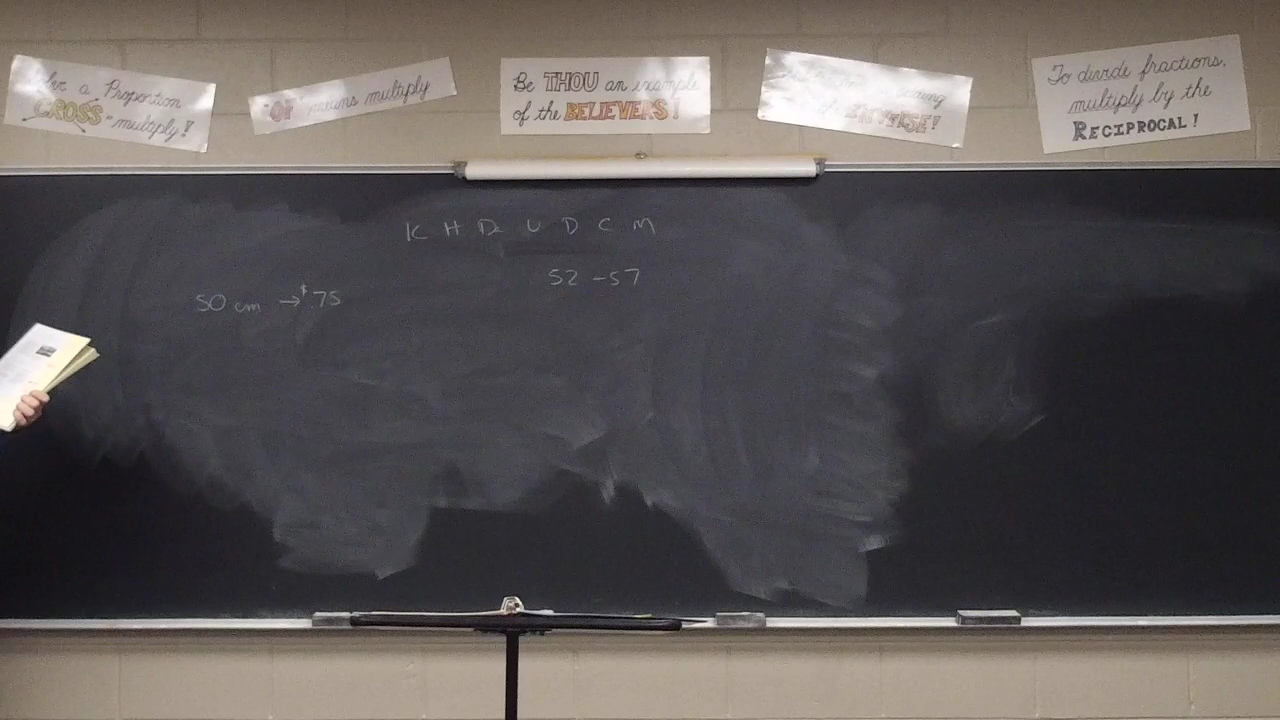 a Proportion
"CROSS" multiply!
"OF" means multiply
Be THOU an example
of the BELIEVERS!
INVERSE!
To divide fractions,
multiply by the
RECIPROCAL!
K H D U D C M
52 - 57
50 cm → $.75